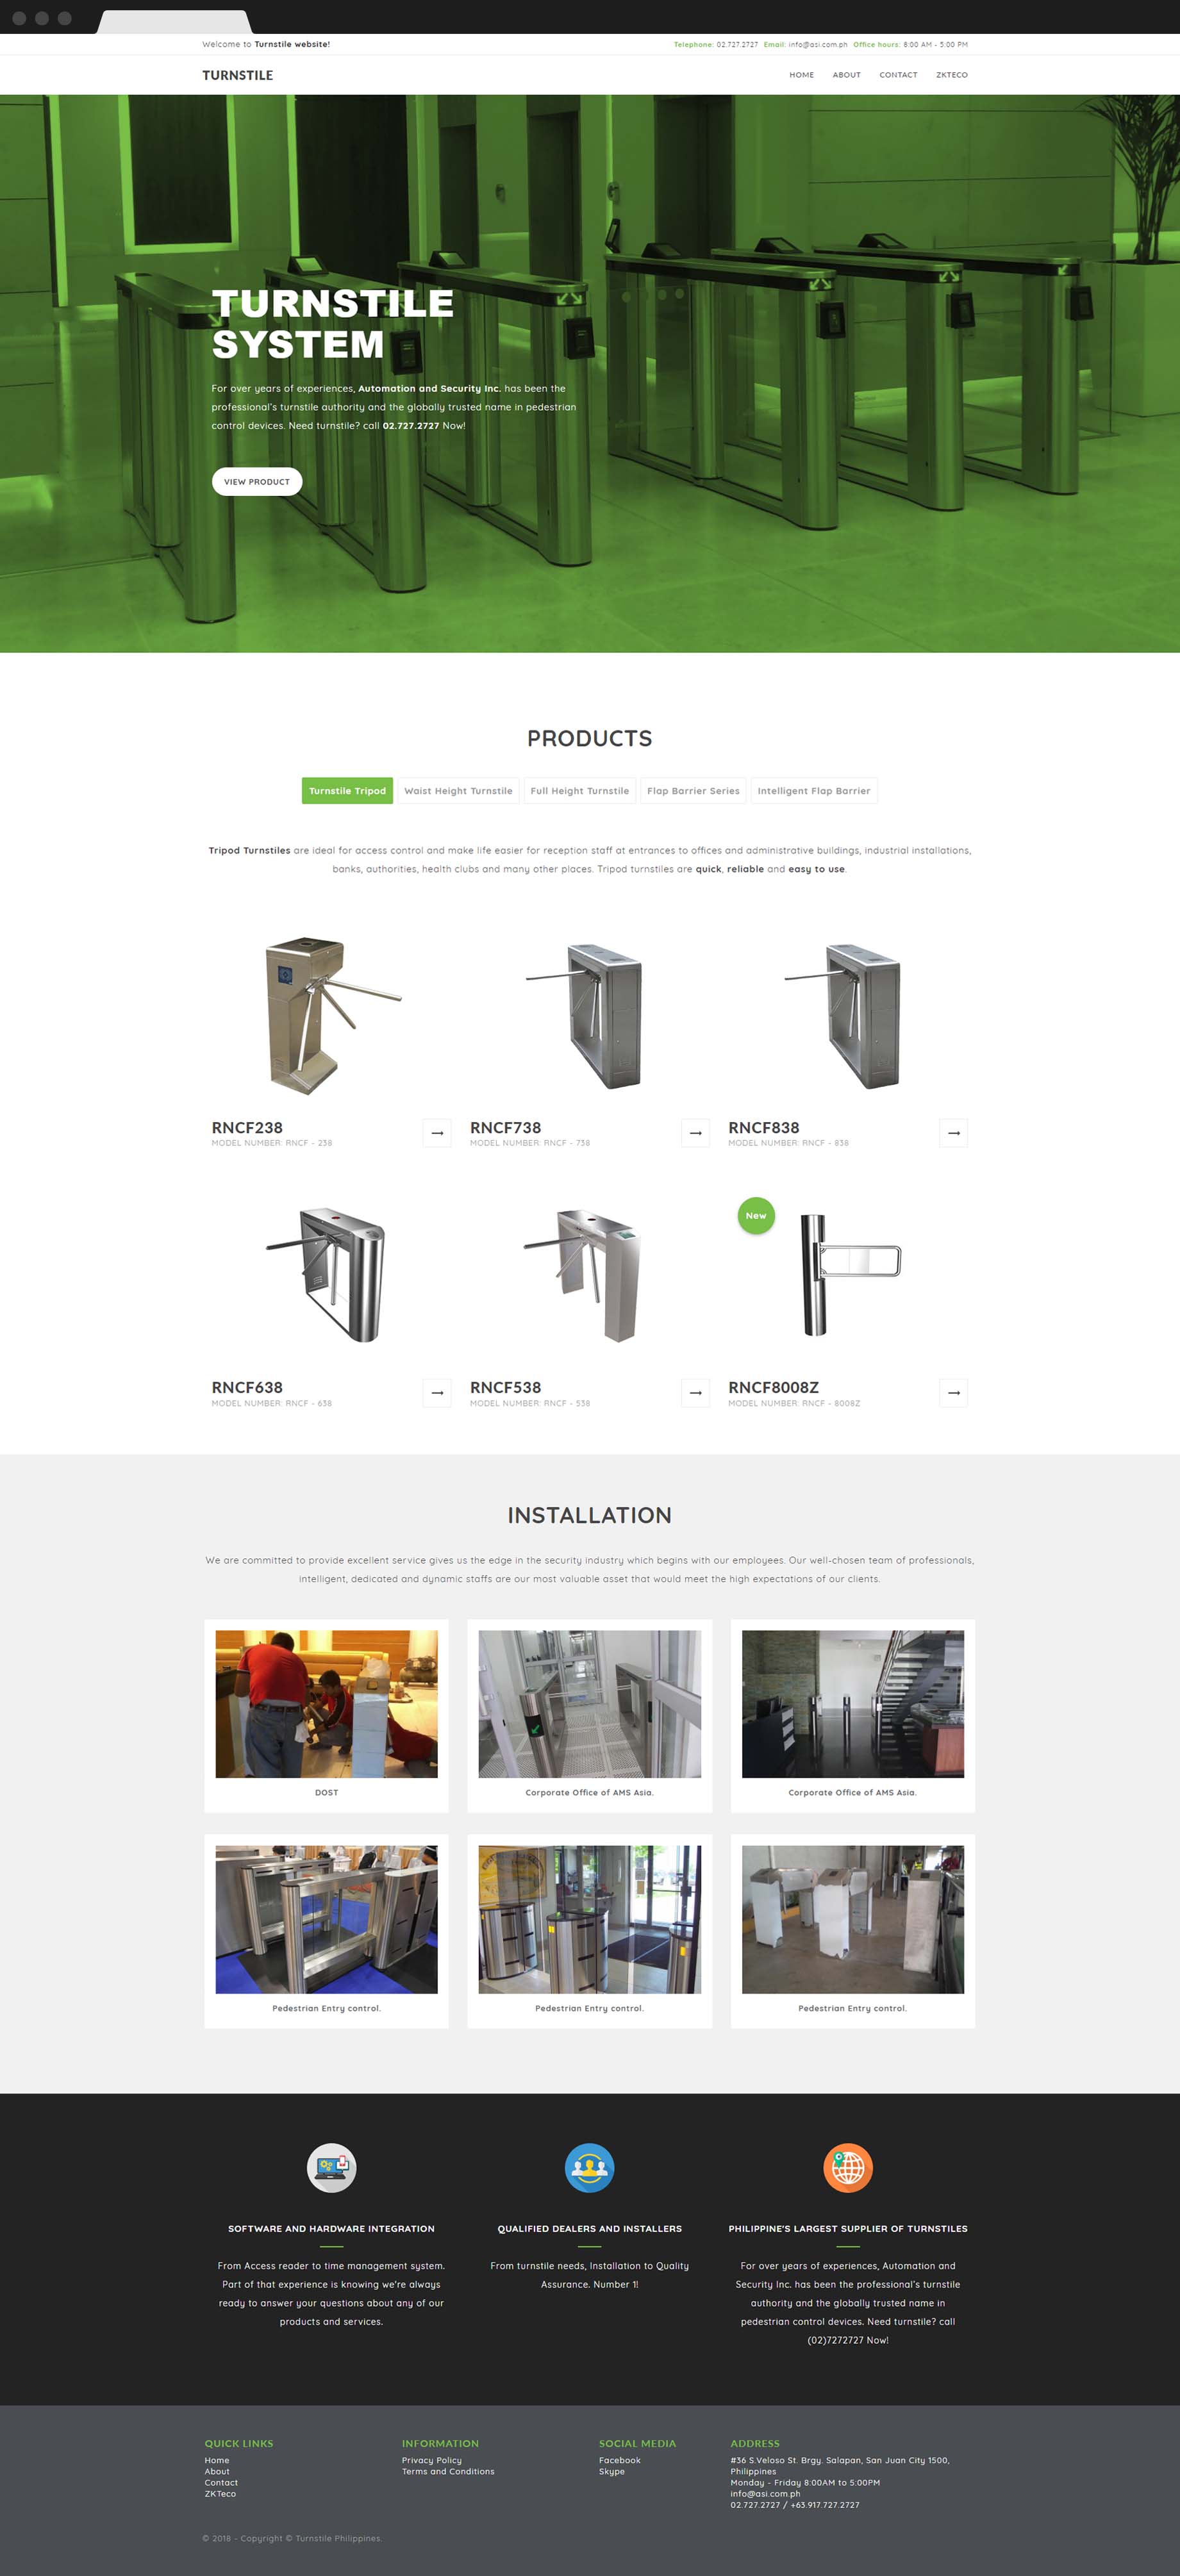 Welcome to Turnstile website!
Telephone: 02.727.2727 Email: info@asi.com.ph Office hours: 8:00 AM - 5:00 PM
TURNSTILE
HOME ABOUT CONTACT ZKTECO
TURNSTILE
SYSTEM
For over years of experiences, Automation and Security Inc. has been the
professional's turnstile authority and the globally trusted name in pedestrian
control devices. Need turnstile? call 02.727.2727 Now!
VIEW PRODUCT
PRODUCTS
Turnstile Tripod Waist Height Turnstile Full Height Turnstile Flap Barrier Series Intelligent Flap Barrier
Tripod Turnstiles are ideal for access control and make life easier for reception staff at entrances to offices and administrative buildings, industrial installations,
banks, authorities, health clubs and many other places. Tripod turnstiles are quick, reliable and easy to use.
RNCF238
MODEL NUMBER: RNCF - 238
RNCF738
MODEL NUMBER: RNCF - 738
RNCF838
MODEL NUMBER: RNCF - 838
New
RNCF638
MODEL NUMBER: RNCF - 638
RNCF538
MODEL NUMBER: RNCF - 538
RNCF8008Z
MODEL NUMBER: RNCF - 8008Z
INSTALLATION
We are committed to provide excellent service gives us the edge in the security industry which begins with our employees. Our well-chosen team of professionals,
intelligent, dedicated and dynamic staffs are our most valuable asset that would meet the high expectations of our clients.
DOST
Corporate Office of AMS Asia.
Corporate Office of AMS Asia.
Pedestrian Entry control.
Pedestrian Entry control.
Pedestrian Entry control.
SOFTWARE AND HARDWARE INTEGRATION
From Access reader to time management system.
Part of that experience is knowing we're always
ready to answer your questions about any of our
products and services.
QUALIFIED DEALERS AND INSTALLERS
From turnstile needs, Installation to Quality
Assurance. Number 1!
PHILIPPINE'S LARGEST SUPPLIER OF TURNSTILES
For over years of experiences, Automation and
Security Inc. has been the professional's turnstile
authority and the globally trusted name in
pedestrian control devices. Need turnstile? call
(02)7272727 Now!
QUICK LINKS
Home
About
Contact
ZKTeco
INFORMATION
Privacy Policy
Terms and Conditions
SOCIAL MEDIA
Facebook
Skype
ADDRESS
#36 S.Veloso St. Brgy. Salapan, San Juan City 1500,
Philippines
Monday - Friday 8:00AM to 5:00PM
info@asi.com.ph
02.727.2727 / +63.917.727.2727
© 2018 - Copyright © Turnstile Philippines.